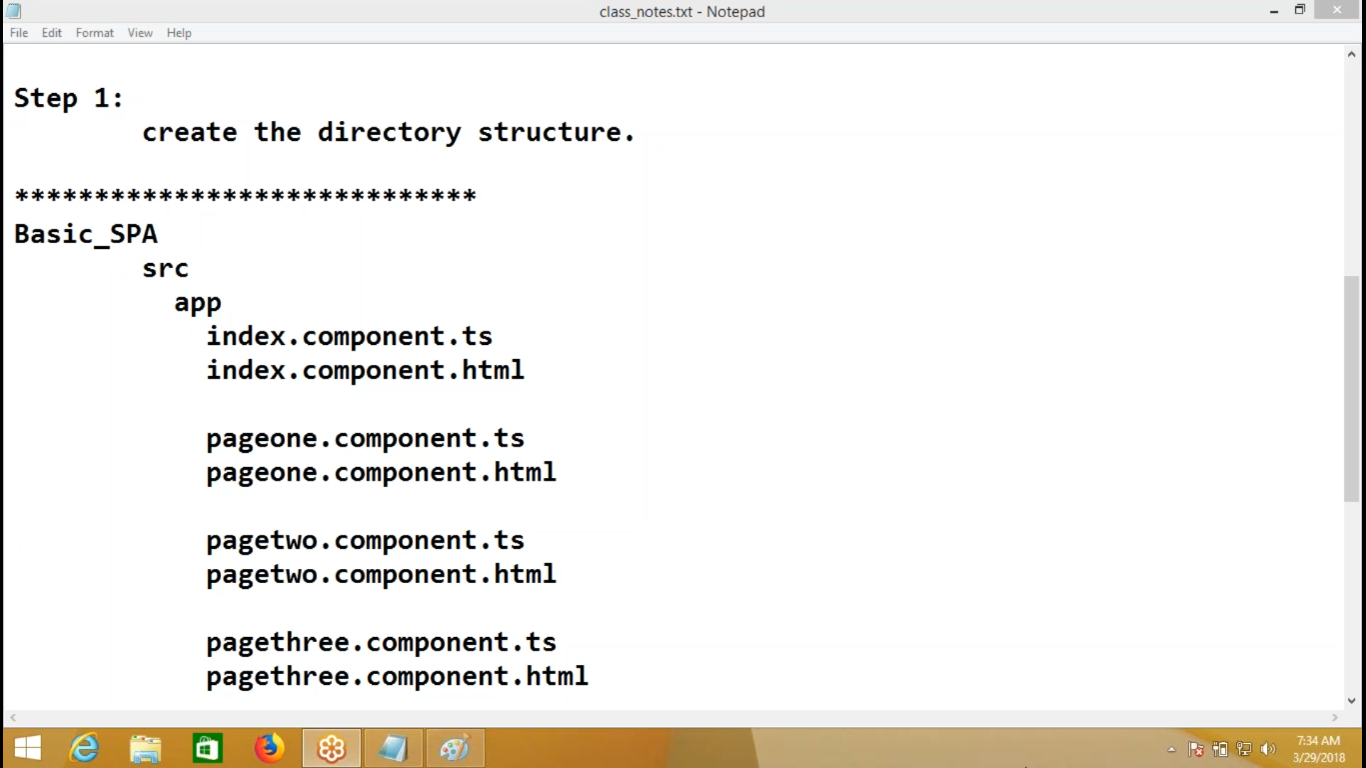 class_notes.txt - Notepad
File Edit Format View Help
Step 1:
create the directory structure.
*****************************
Basic_SPA
src
app
index.component.ts
index.component.html
pageone.component.ts
pageone.component.html
pagetwo.component.ts
pagetwo.component.html
pagethree.component.ts
pagethree.component.html
7:34 AM
3/29/2018